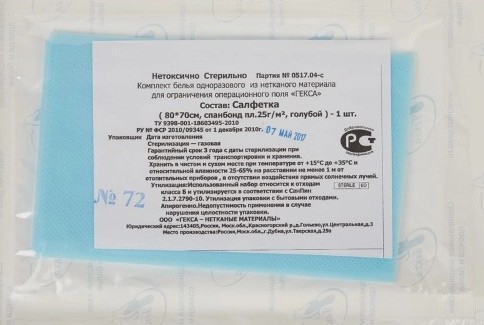 Нетоксично Стерильно Партия № 0517.04-с
Комплект белья одноразового из нетканого материала
для ограничения операционного поля «ГЕКСА»
Состав: Салфетка
( 80*70см, спанбонд пл.25г/м², голубой ) - 1 шт.
ТУ 9398-001-18603495-2010
РУ № ФСР 2010/09345 от 1 декабря 2010г. 07 МАЙ 2017
Упаковщик Дата изготовления
Стерилизация — газовая
Гарантийный срок 3 года с даты стерилизации при
соблюдении условий транспортировки и хранения.
Хранить в чистом и сухом месте при температуре от +15°С до +35°С и
относительной влажности 25-65% на расстоянии не менее 1 м от
отопительных приборов , в отсутствии воздействия прямых солнечных лучей.
Утилизация:Использованный набор относится к отходам
класса Б и утилизируется в соответствии с СанПин
2.1.7.2790-10. Утилизация упаковки с бытовыми отходами.
Апирогенно.Недопустимость применения в случае
нарушения целостности упаковки.
STERILE EO
№ 72
ООО «ГЕКСА – НЕТКАНЫЕ МАТЕРИАЛЫ»
Юридический адрес:143405,Россия, Моск.обл.,Красногорский р,д.Гольево,ул.Центральная,д.3
Место производства:Россия,Моск.обл.,г.Дубна,ул.Тверская,д.25а